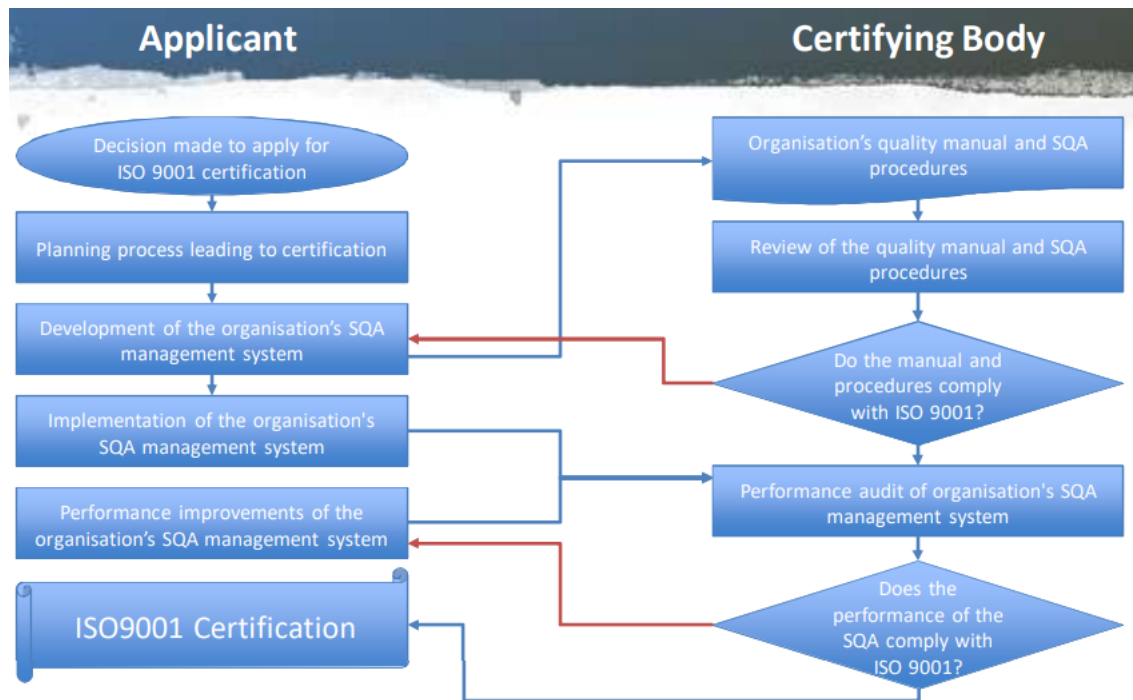 Applicant
Certifying Body
Decision made to apply for
ISO 9001 certification
Planning process leading to certification
Development of the organisation's SQA
management system
Implementation of the organisation's
SQA management system
Performance improvements of the
organisation's SQA management system
ISO9001 Certification
Organisation's quality manual and SQA
procedures
Review of the quality manual and SQA
procedures
Do the manual and
procedures comply
with ISO 9001?
Performance audit of organisation's SQA
management system
Does the
performance of the
SQA comply with
ISO 9001?